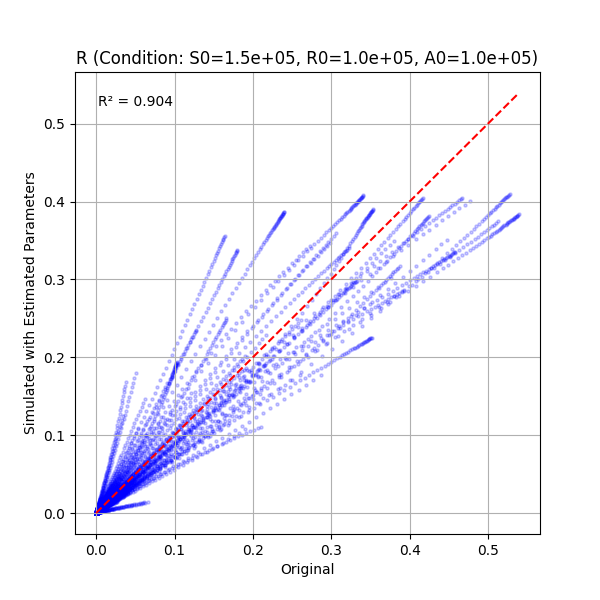 R (Condition: S0=1.5e+05, R0=1.0e+05, A0=1.0e+05)
R² = 0.904
Simulated with Estimated Parameters
0.5
0.4
0.3
0.2
0.1
0.0
0.0 0.1 0.2 0.3 0.4 0.5
Original